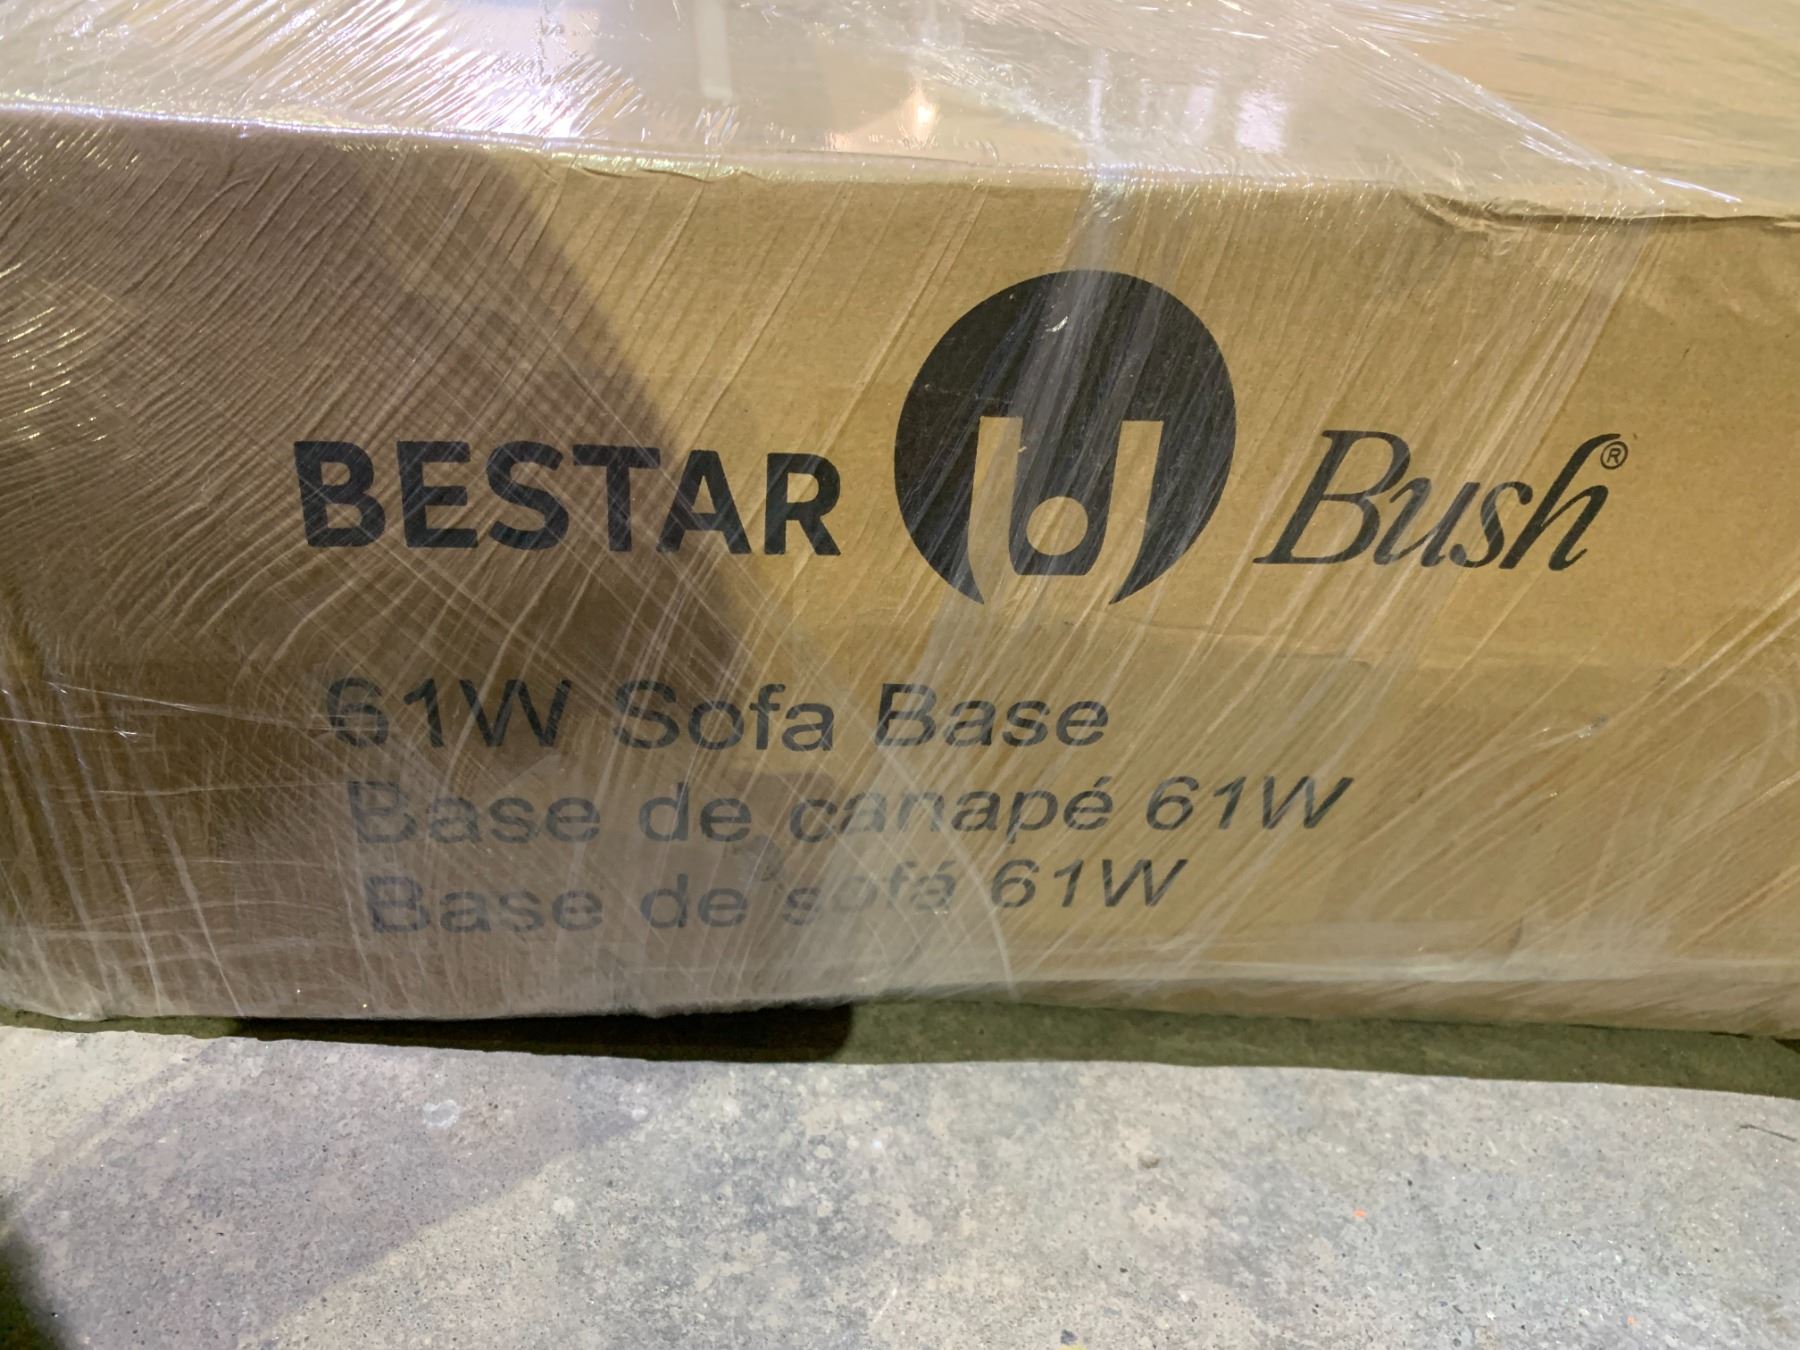 BESTAR Bush®
61W Sofa Base
Base de canapé 61W
Base de sofá 61W